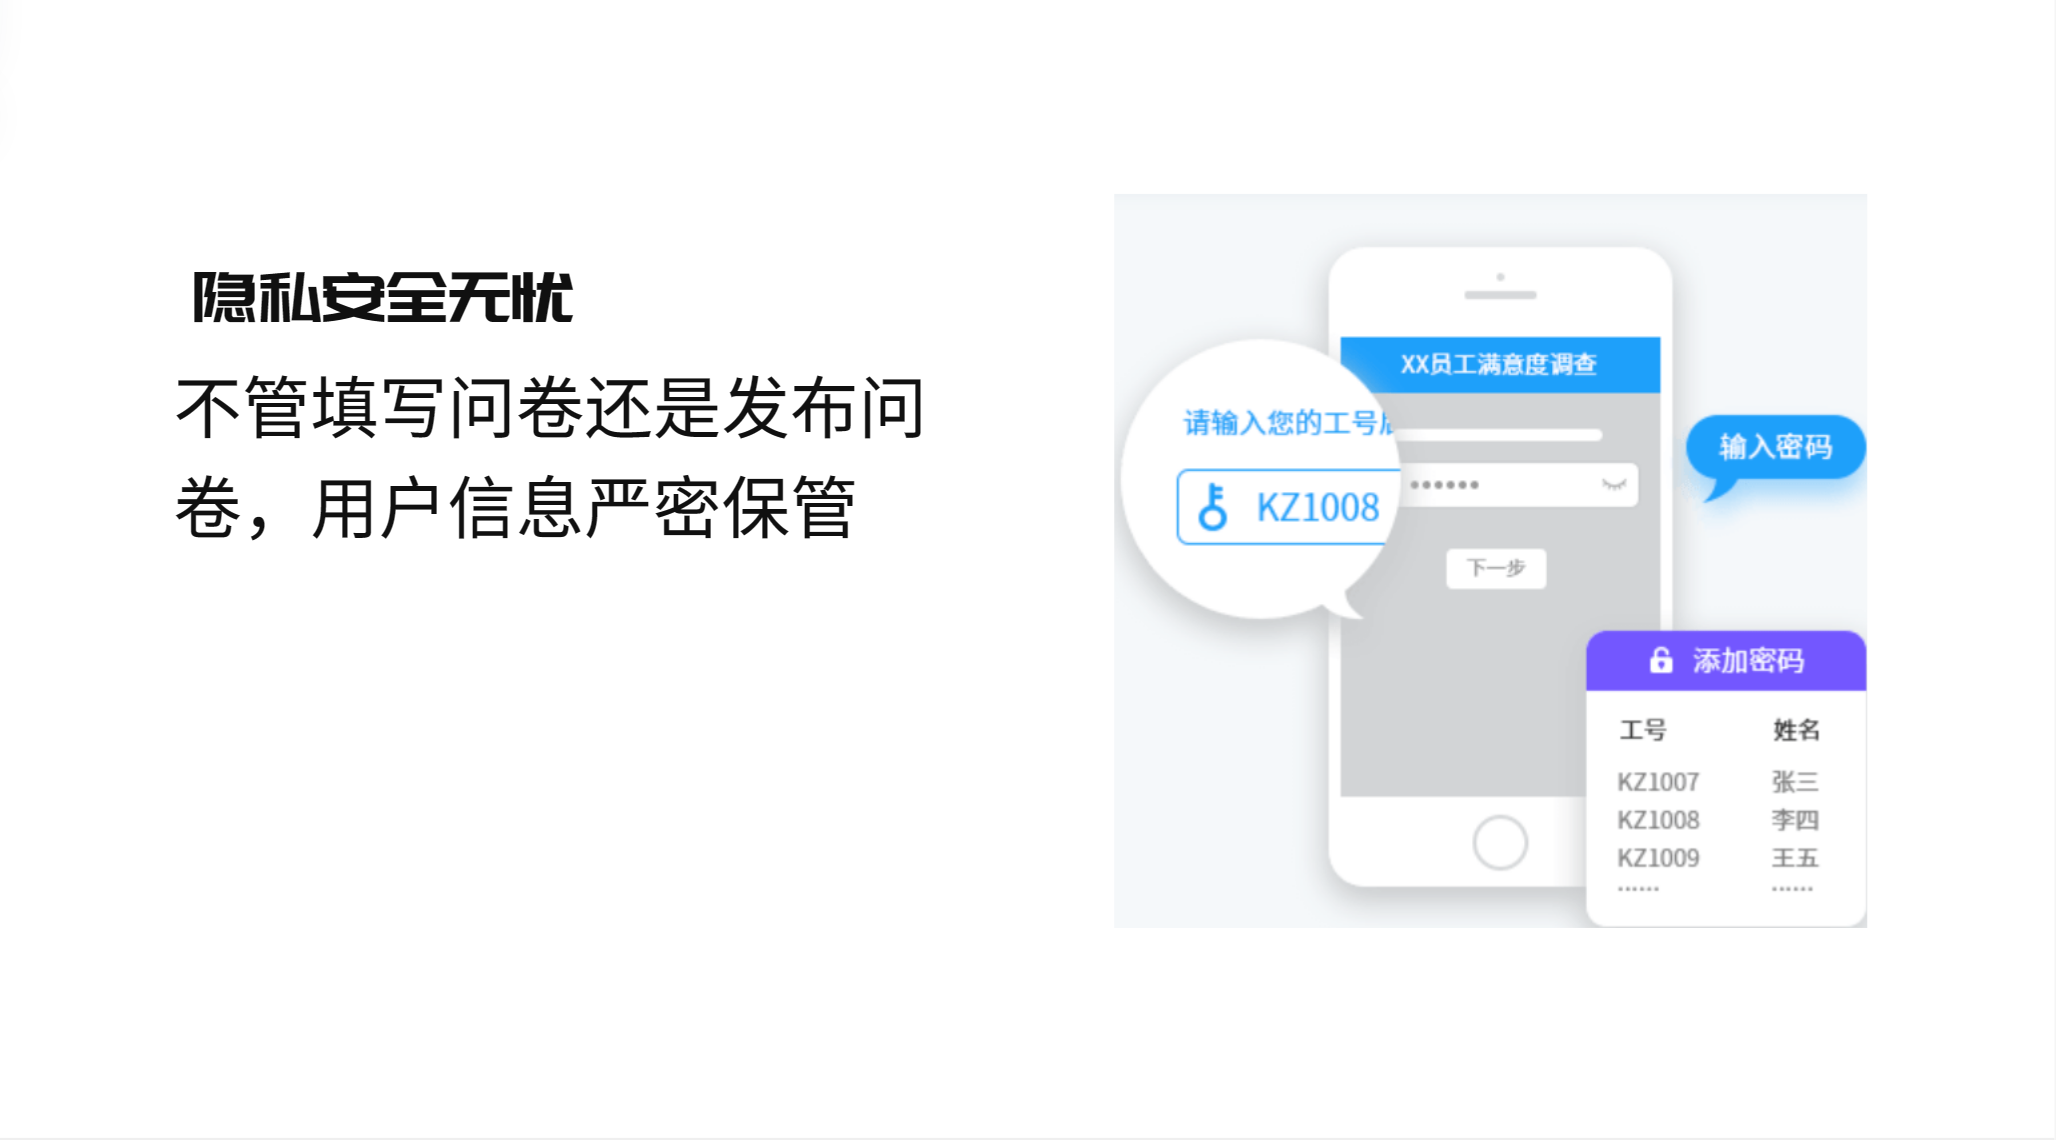 隐私安全无忧
不管填写问卷还是发布问
卷，用户信息严密保管
XX员工满意度调查
请输入您的工号
KZ1008
输入密码
下一步
添加密码
工号 姓名
KZ1007 张三
KZ1008 李四
KZ1009 王五
······ ······